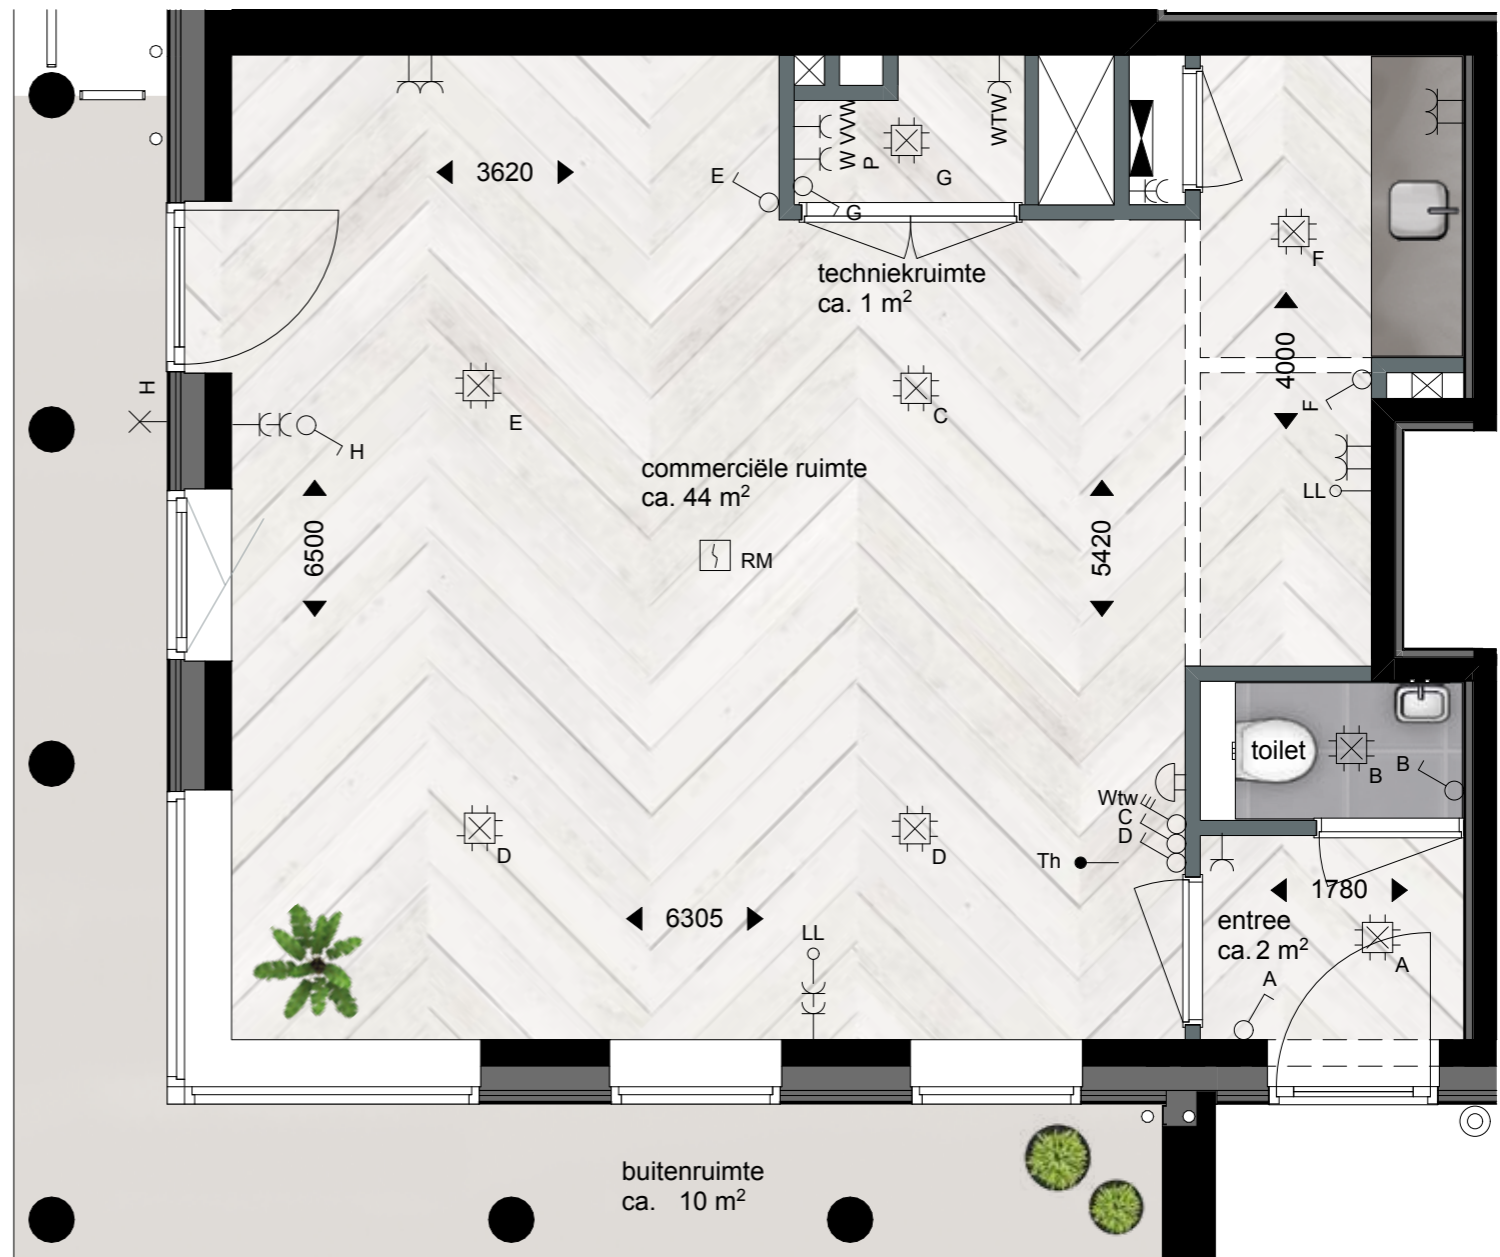 3620
E
W VVW
P
G
WTW
G
techniekruimte
ca. 1 m²
F
4000
F
H
H
E
C
commerciële ruimte
ca. 44 m²
LL
6500
5420
RM
toilet
B
B
Wtw
C
D
Th
D
D
1780
6305
LL
entree
ca. 2 m²
A
A
buitenruimte
ca. 10 m²